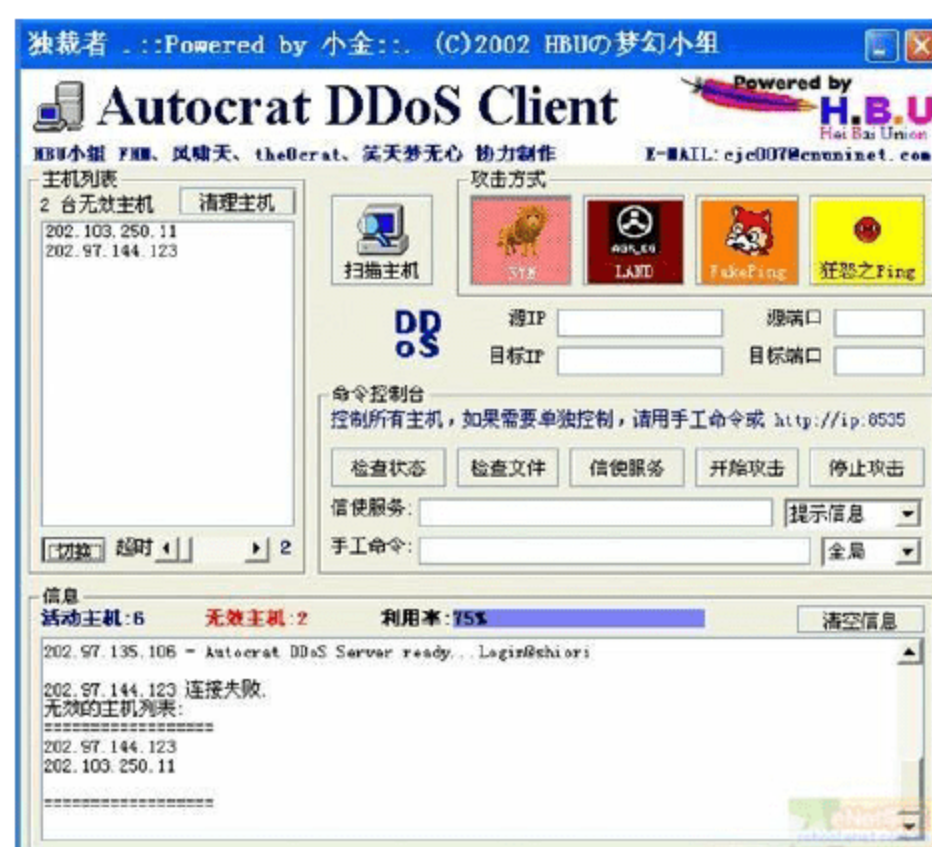 独裁者 .::Powered by 小金::. (C)2002 HBUの梦幻小组
Autocrat DDoS Client
Powered by
H.B.U
Hei Bai Union
HBU小组 FHM、风啸天、theOcrat、笑天梦无心 协力制作
E-MAIL:cjc007@cnuninet.com
主机列表
2 台无效主机
清理主机
202.103.250.11
202.97.144.123
切换
超时
2
扫描主机
攻击方式
SYN
LAND
FakePing
狂怒之Ping
DD
oS
源IP
源端口
目标IP
目标端口
命令控制台
控制所有主机，如果需要单独控制，请用手工命令或 http://ip:8535
检查状态
检查文件
信使服务
开始攻击
停止攻击
信使服务:
提示信息
手工命令:
全局
信息
活动主机:6
无效主机:2
利用率:75%
清空信息
202.97.135.106 - Autocrat DDoS Server ready...Login@shiori
202.97.144.123 连接失败.
无效的主机列表:
==================
202.97.144.123
202.103.250.11
==================